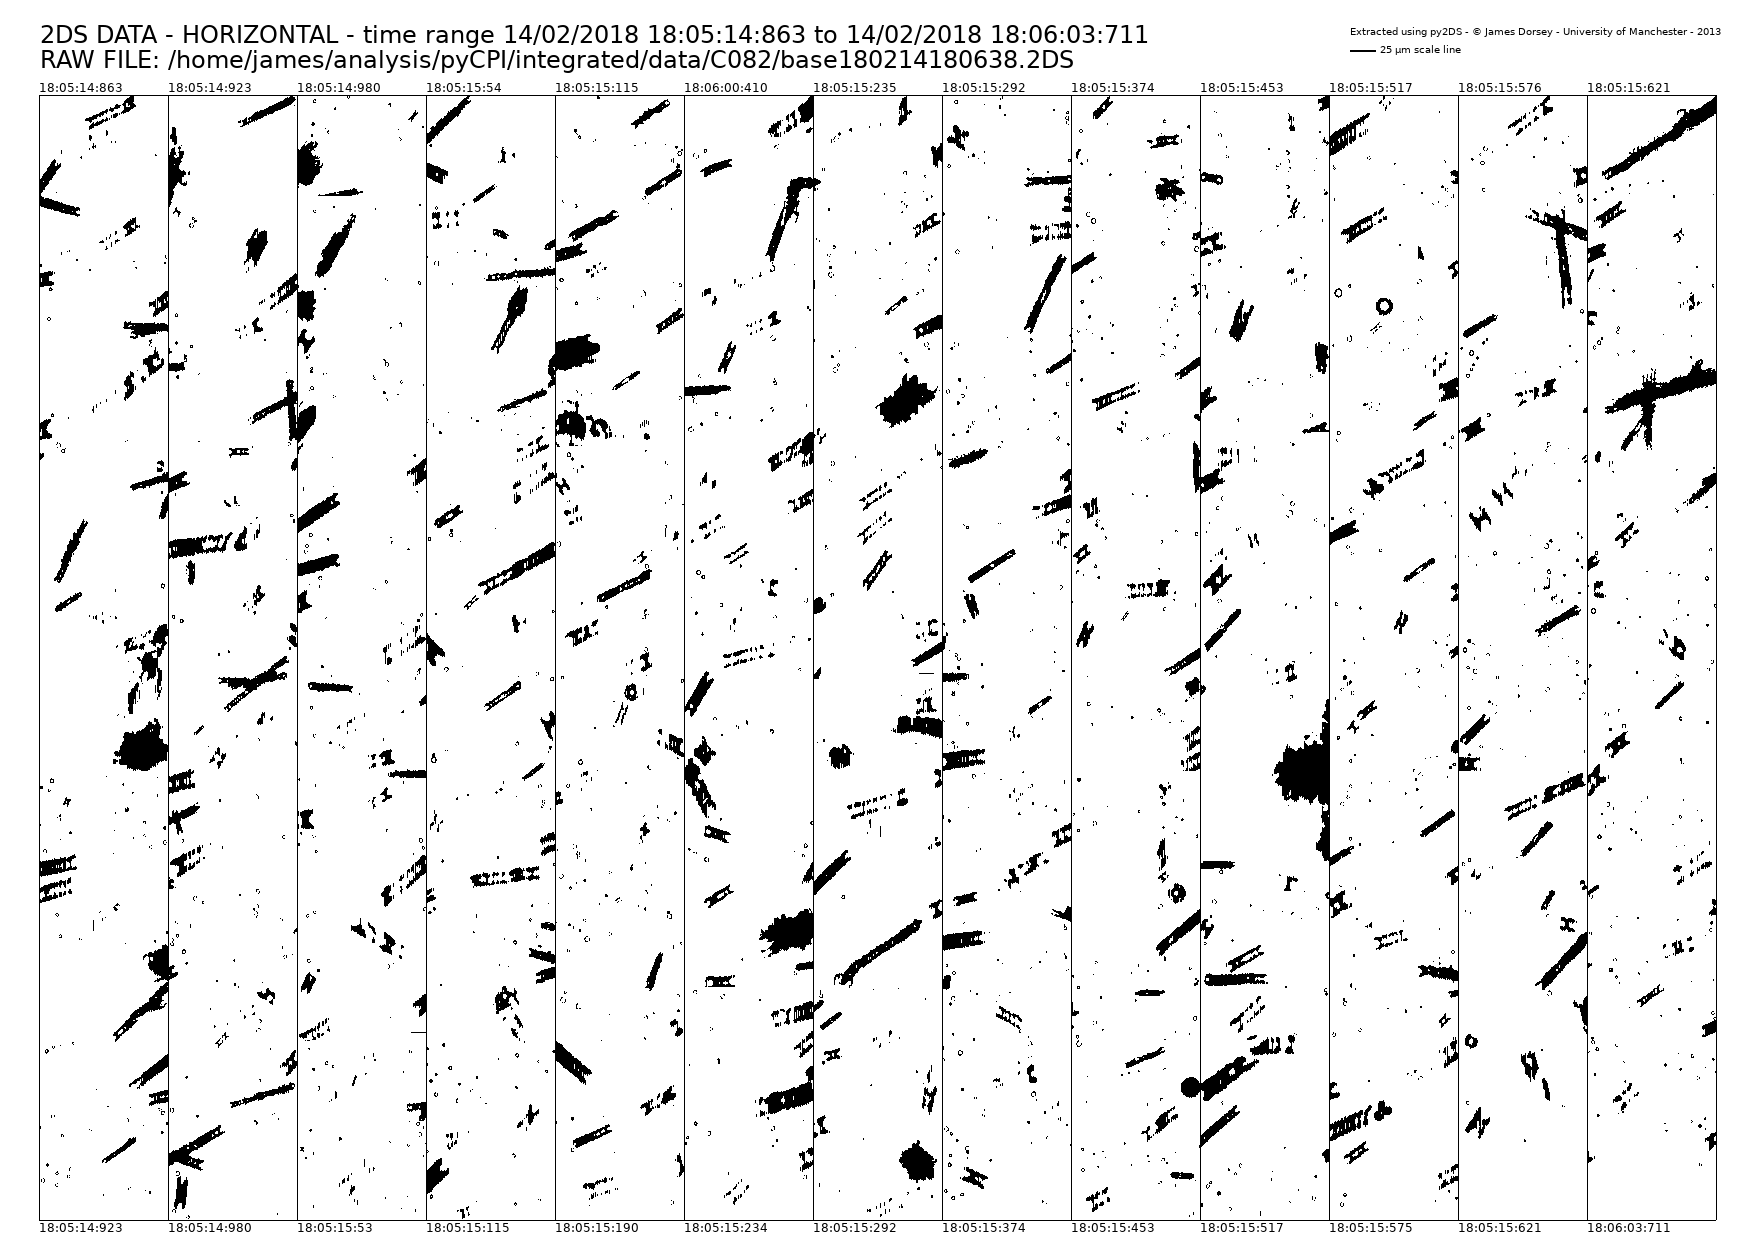 2DS DATA - HORIZONTAL - time range 14/02/2018 18:05:14:863 to 14/02/2018 18:06:03:711
RAW FILE: /home/james/analysis/pyCPI/integrated/data/C082/base180214180638.2DS
Extracted using py2DS - © James Dorsey - University of Manchester - 2013
25 µm scale line
18:05:14:863 18:05:14:923 18:05:14:980 18:05:15:54 18:05:15:115 18:06:00:410 18:05:15:235 18:05:15:292 18:05:15:374 18:05:15:453 18:05:15:517 18:05:15:576 18:05:15:621
18:05:14:923 18:05:14:980 18:05:15:53 18:05:15:115 18:05:15:190 18:05:15:234 18:05:15:292 18:05:15:374 18:05:15:453 18:05:15:517 18:05:15:575 18:05:15:621 18:06:03:711